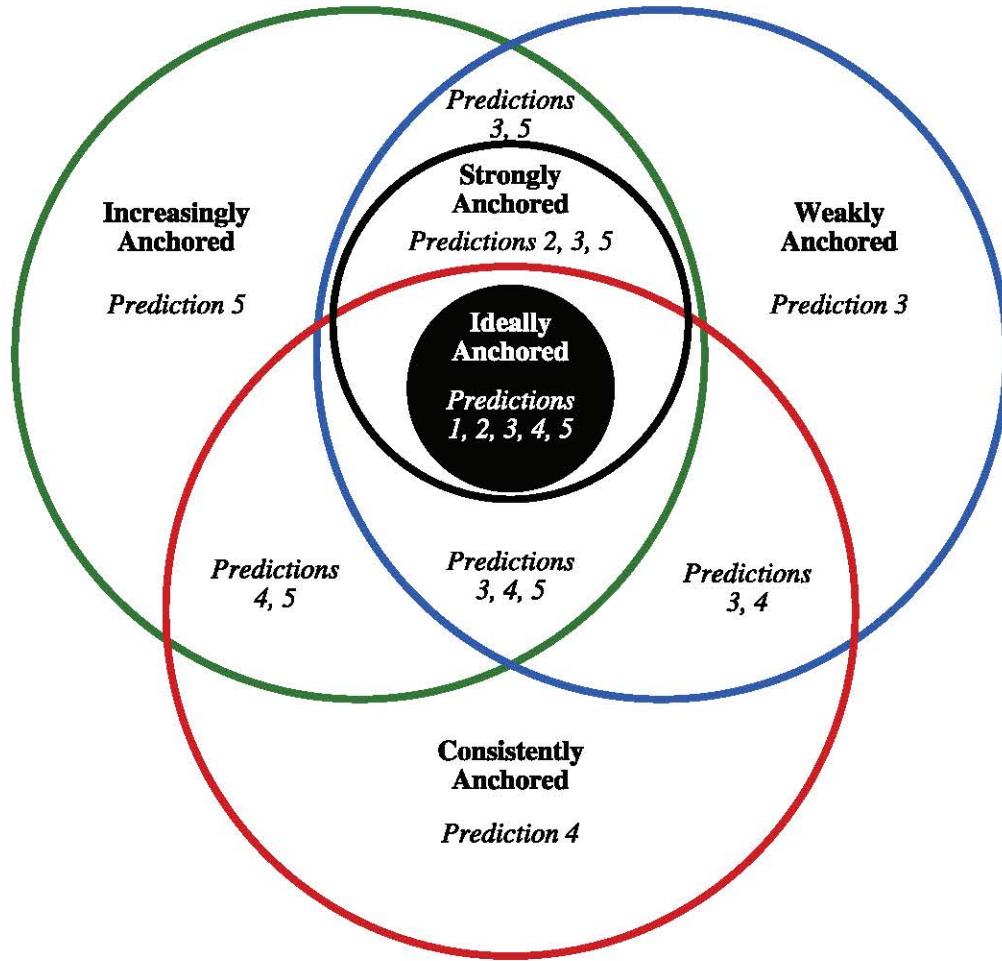 Predictions
3, 5
Strongly
Anchored
Predictions 2, 3, 5
Increasingly
Anchored
Prediction 5
Weakly
Anchored
Prediction 3
Ideally
Anchored
Predictions
1, 2, 3, 4, 5
Predictions
4, 5
Predictions
3, 4, 5
Predictions
3, 4
Consistently
Anchored
Prediction 4